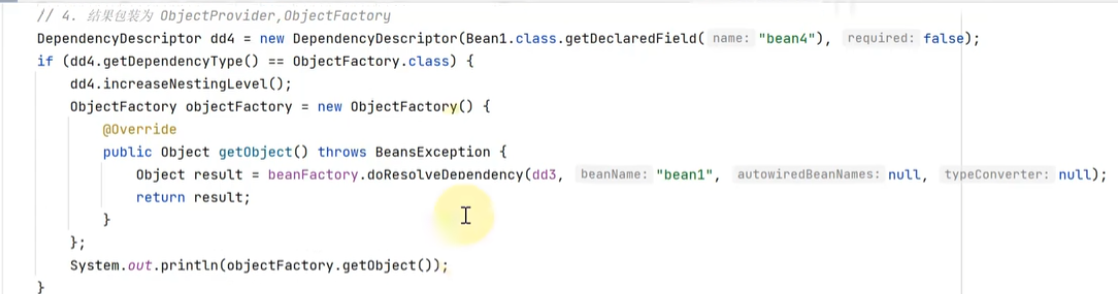 // 4. 结果包装为 ObjectProvider,ObjectFactory
DependencyDescriptor dd4 = new DependencyDescriptor(Bean1.class.getDeclaredField( name: "bean4"), required: false);
if (dd4.getDependencyType() == ObjectFactory.class) {
dd4.increaseNestingLevel();
ObjectFactory objectFactory = new ObjectFactory() {
@Override
public Object getObject() throws BeansException {
Object result = beanFactory.doResolveDependency(dd3, beanName: "bean1", autowiredBeanNames: null, typeConverter: null);
return result;
}
};
System.out.println(objectFactory.getObject());
}